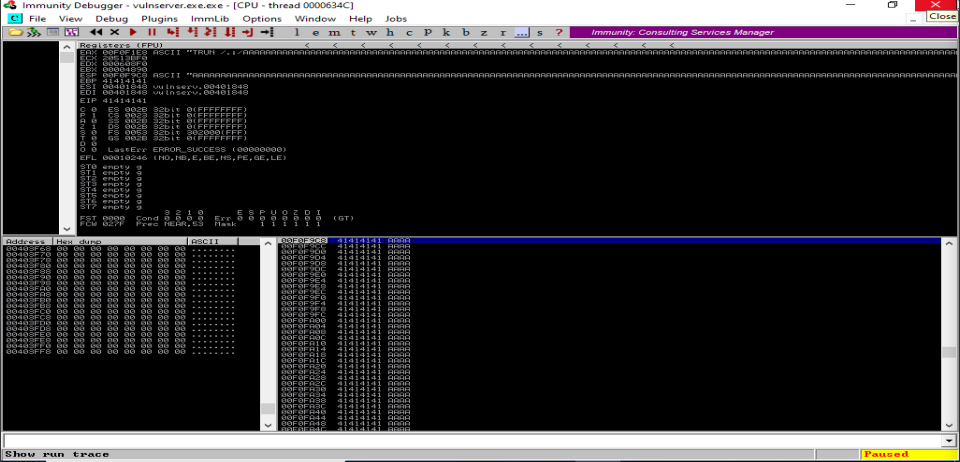 Immunity Debugger - vulnserver.exe.exe - [CPU - thread 0000634C]
Close
C File View Debug Plugins ImmLib Options Window Help Jobs
l e m t w h c P k b z r ... s ? Immunity: Consulting Services Manager
Registers (FPU) < < < < < < < < < < < < < <
EAX 00F0F1E8 ASCII "TRUN /.:/AAAAAAAAAAAAAAAAAAAAAAAAAAAAAAAAAAAAAAAAAAAAAAAAAAAAAAAAAAAAAAAAAAAAAAAAAAAAAAAAAAAAAAAAAAAAAAAAAAAAAAAA
ECX
EDX 000608F0
EBX 00004890
ESP 00F0F9C8 ASCII "AAAAAAAAAAAAAAAAAAAAAAAAAAAAAAAAAAAAAAAAAAAAAAAAAAAAAAAAAAAAAAAAAAAAAAAAAAAAAAAAAAAAAAAAAAAAAAAAAAAAAAAAAAAAAAAAAAAA
EBP 41414141
ESI 00401848 vulnserv.00401848
EDI 00401848 vulnserv.00401848
EIP 41414141
C 0 ES 002B 32bit 0(FFFFFFFF)
P 1 CS 0023 32bit 0(FFFFFFFF)
A 0 SS 002B 32bit 0(FFFFFFFF)
Z 1 DS 002B 32bit 0(FFFFFFFF)
S 0 FS 0053 32bit 302000(FFF)
T 0 GS 002B 32bit 0(FFFFFFFF)
D 0
O 0 LastErr ERROR_SUCCESS (00000000)
EFL 00010246 (NO,NB,E,BE,NS,PE,GE,LE)
ST0 empty g
ST1 empty g
ST2 empty g
ST3 empty g
ST4 empty g
ST5 empty g
ST6 empty g
ST7 empty g
3 2 1 0 E S P U O Z D I
FST 0000 Cond 0 0 0 0 Err 0 0 0 0 0 0 0 0 (GT)
FCW 027F Prec NEAR,53 Mask 1 1 1 1 1 1
Address Hex dump ASCII
00403F68 00 00 00 00 00 00 00 00 ........
00403F70 00 00 00 00 00 00 00 00 ........
00403F78 00 00 00 00 00 00 00 00 ........
00403F80 00 00 00 00 00 00 00 00 ........
00403F88 00 00 00 00 00 00 00 00 ........
00403F90 00 00 00 00 00 00 00 00 ........
00403F98 00 00 00 00 00 00 00 00 ........
00403FA0 00 00 00 00 00 00 00 00 ........
00403FA8 00 00 00 00 00 00 00 00 ........
00403FB0 00 00 00 00 00 00 00 00 ........
00403FB8 00 00 00 00 00 00 00 00 ........
00403FC0 00 00 00 00 00 00 00 00 ........
00403FC8 00 00 00 00 00 00 00 00 ........
00403FD0 00 00 00 00 00 00 00 00 ........
00403FD8 00 00 00 00 00 00 00 00 ........
00403FE0 00 00 00 00 00 00 00 00 ........
00403FE8 00 00 00 00 00 00 00 00 ........
00403FF0 00 00 00 00 00 00 00 00 ........
00403FF8 00 00 00 00 00 00 00 00 ........
00F0F9C8 41414141 AAAA
00F0F9CC 41414141 AAAA
00F0F9D0 41414141 AAAA
00F0F9D4 41414141 AAAA
00F0F9D8 41414141 AAAA
00F0F9DC 41414141 AAAA
00F0F9E0 41414141 AAAA
00F0F9E4 41414141 AAAA
00F0F9E8 41414141 AAAA
00F0F9EC 41414141 AAAA
00F0F9F0 41414141 AAAA
00F0F9F4 41414141 AAAA
00F0F9F8 41414141 AAAA
00F0F9FC 41414141 AAAA
00F0FA00 41414141 AAAA
00F0FA04 41414141 AAAA
00F0FA08 41414141 AAAA
00F0FA0C 41414141 AAAA
00F0FA10 41414141 AAAA
00F0FA14 41414141 AAAA
00F0FA18 41414141 AAAA
00F0FA1C 41414141 AAAA
00F0FA20 41414141 AAAA
00F0FA24 41414141 AAAA
00F0FA28 41414141 AAAA
00F0FA2C 41414141 AAAA
00F0FA30 41414141 AAAA
00F0FA34 41414141 AAAA
00F0FA38 41414141 AAAA
00F0FA3C 41414141 AAAA
00F0FA40 41414141 AAAA
00F0FA44 41414141 AAAA
00F0FA48 41414141 AAAA
00F0FA4C 41414141 AAAA
Show run trace
Paused